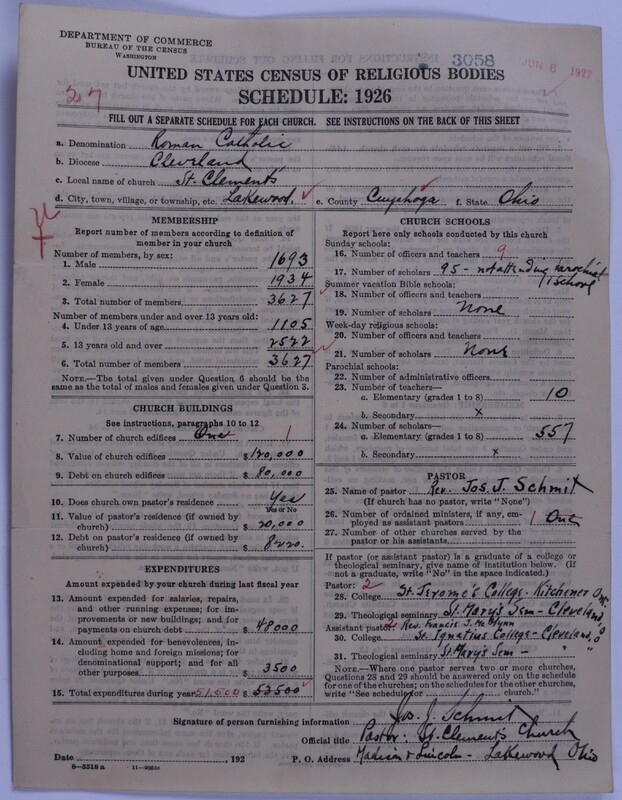 DEPARTMENT OF COMMERCE
BUREAU OF THE CENSUS
WASHINGTON
3058
JUN 6 1927
UNITED STATES CENSUS OF RELIGIOUS BODIES
SCHEDULE: 1926
27
FILL OUT A SEPARATE SCHEDULE FOR EACH CHURCH. SEE INSTRUCTIONS ON THE BACK OF THIS SHEET
a. Denomination Roman Catholic
b. Diocese Cleveland
c. Local name of church St. Clement's
d. City, town, village, or township, etc. Lakewood, e. County Cuyahoga f. State Ohio
MEMBERSHIP
Report number of members according to definition of
member in your church
Number of members, by sex:
1. Male 1693
2. Female 1934
3. Total number of members 3627
Number of members under and over 13 years old:
4. Under 13 years of age 1105
5. 13 years old and over 2522
6. Total number of members 3627
NOTE.—The total given under Question 6 should be
the same as the total of males and females given under Question 3.
CHURCH BUILDINGS
See instructions, paragraphs 10 to 12
7. Number of church edifices One 1
8. Value of church edifices $120,000
9. Debt on church edifices $ 80,000
10. Does church own pastor's residence Yes
Yes or No
11. Value of pastor's residence (if owned by
church) $ 20,000
12. Debt on pastor's residence (if owned by
church) $ 8220.
EXPENDITURES
Amount expended by your church during last fiscal year
13. Amount expended for salaries, repairs,
and other running expenses; for im-
provements or new buildings; and for
payments on church debt $ 48000
14. Amount expended for benevolences, in-
cluding home and foreign missions; for
denominational support; and for all
other purposes $ 3500
15. Total expenditures during year 51,500 $ 53500
CHURCH SCHOOLS
Report here only schools conducted by this church
Sunday schools:
16. Number of officers and teachers 9
17. Number of scholars 95 - not attending parochial school
Summer vacation Bible schools:
18. Number of officers and teachers
19. Number of scholars None
Week-day religious schools:
20. Number of officers and teachers
21. Number of scholars None
Parochial schools:
22. Number of administrative officers
23. Number of teachers—
a. Elementary (grades 1 to 8) 10
b. Secondary x
24. Number of scholars—
a. Elementary (grades 1 to 8) 557
b. Secondary x
PASTOR
25. Name of pastor Rev. Jos. J. Schmit
(If church has no pastor, write "None")
26. Number of ordained ministers, if any, em-
ployed as assistant pastors 1 One
27. Number of other churches served by the
pastor or his assistants
If pastor (or assistant pastor) is a graduate of a college or
theological seminary, give name of institution below. (If
not a graduate, write "No" in the space indicated.)
Pastor: 2
28. College St. Jerome's College - Kitchener Ont.
29. Theological seminary St. Mary's Sem - Cleveland, O
Assistant pastor: 2 Rev. Francis J. McGlynn
30. College St. Ignatius College - Cleveland, O
31. Theological seminary St. Mary's Sem - " "
NOTE.—Where one pastor serves two or more churches,
Questions 28 and 29 should be answered only on the schedule
for one of the churches; on the schedules for the other churches,
write "See schedule for church."
Signature of person furnishing information Jos. J. Schmit
Official title Pastor: St. Clement's Church
Date , 192 P. O. Address Madison & Lincoln - Lakewood Ohio
8—5318 a